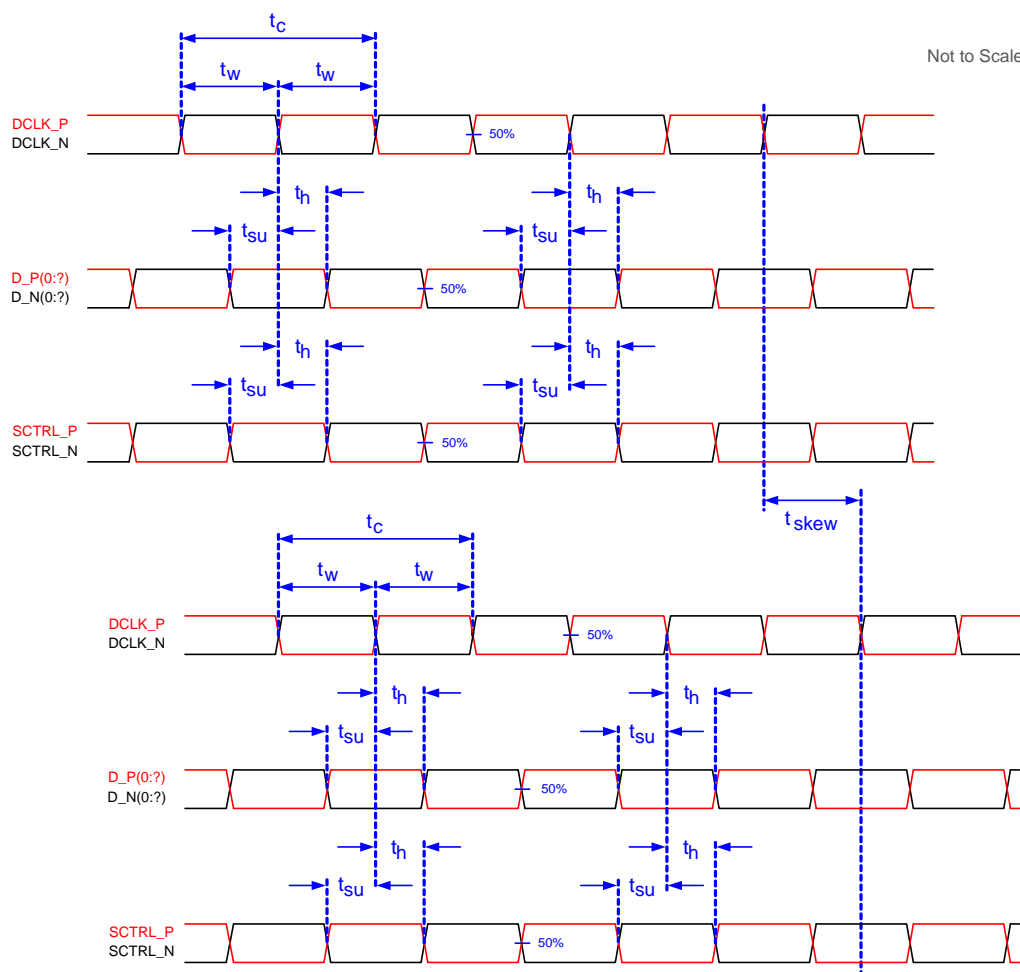 tc
Not to Scale
tw tw
DCLK_P
DCLK_N
50%
th th
tsu tsu
D_P(0:?)
D_N(0:?)
50%
th th
tsu tsu
SCTRL_P
SCTRL_N
50%
tskew
tc
tw tw
DCLK_P
DCLK_N
50%
th th
tsu tsu
D_P(0:?)
D_N(0:?)
50%
th th
tsu tsu
SCTRL_P
SCTRL_N
50%